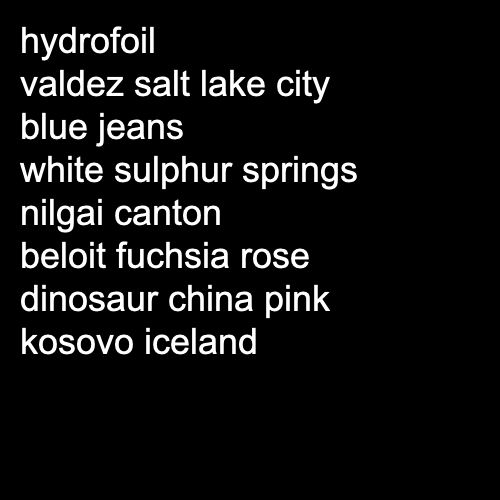 hydrofoil
valdez salt lake city
blue jeans
white sulphur springs
nilgai canton
beloit fuchsia rose
dinosaur china pink
kosovo iceland